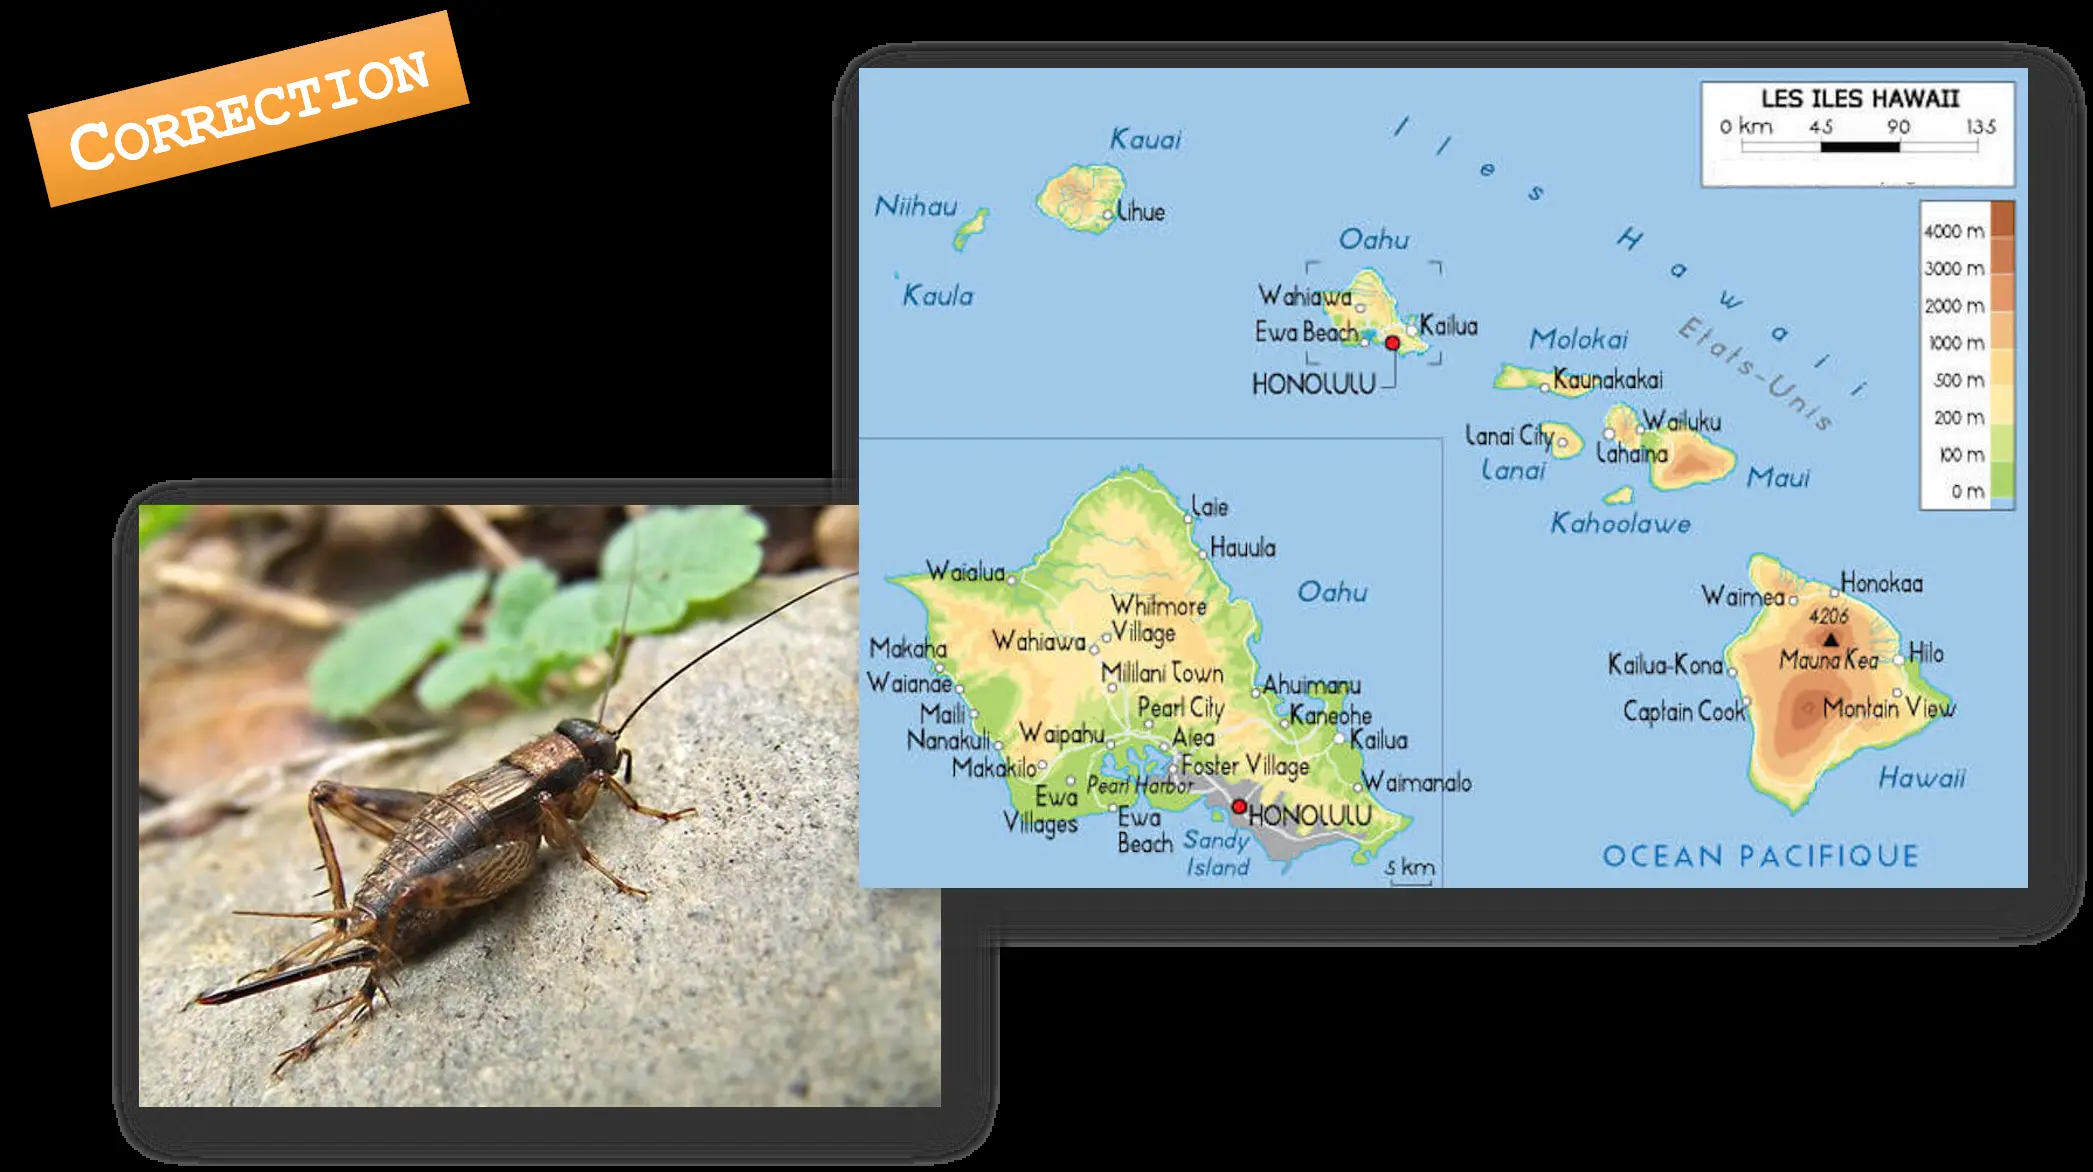 CORRECTION
LES ILES HAWAII
0 km 45 90 135
4000 m
3000 m
2000 m
1000 m
500 m
200 m
100 m
0 m
Iles Hawaii
Etats-Unis
Kauai
Lihue
Niihau
Kaula
Oahu
Wahiawa
Ewa Beach
Kailua
HONOLULU
Molokai
Kaunakakai
Lanai City
Lanai
Wailuku
Lahaina
Maui
Kahoolawe
Waimea
Honokaa
4206
Mauna Kea
Hilo
Kailua-Kona
Captain Cook
Montain View
Hawaii
OCEAN PACIFIQUE
Laie
Hauula
Waialua
Oahu
Whitmore
Village
Wahiawa
Makaha
Mililani Town
Waianae
Ahuimanu
Pearl City
Maili
Kaneohe
Waipahu
Aiea
Kailua
Nanakuli
Makakilo
Foster Village
Pearl Harbor
Waimanalo
Ewa
Villages
Ewa
Beach
HONOLULU
Sandy
Island
5 km